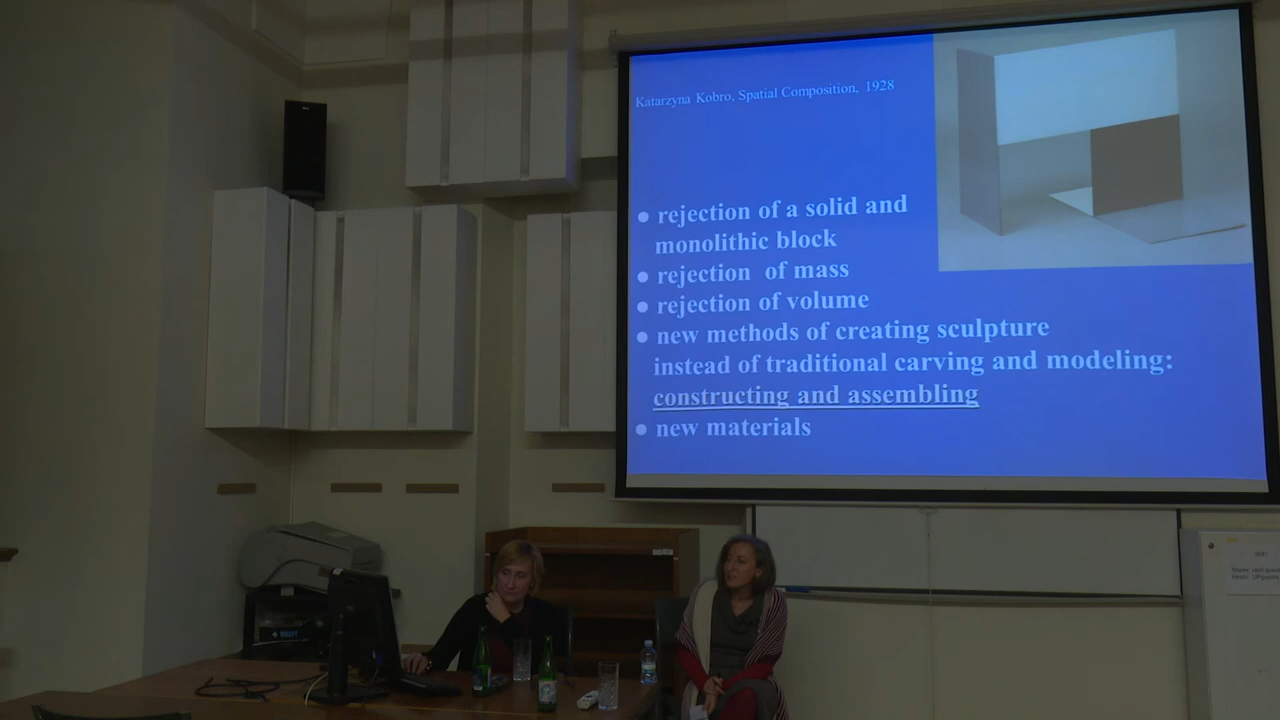 Katarzyna Kobro, Spatial Composition, 1928
● rejection of a solid and
monolithic block
● rejection of mass
● rejection of volume
● new methods of creating sculpture
instead of traditional carving and modeling:
constructing and assembling
● new materials
WiFi